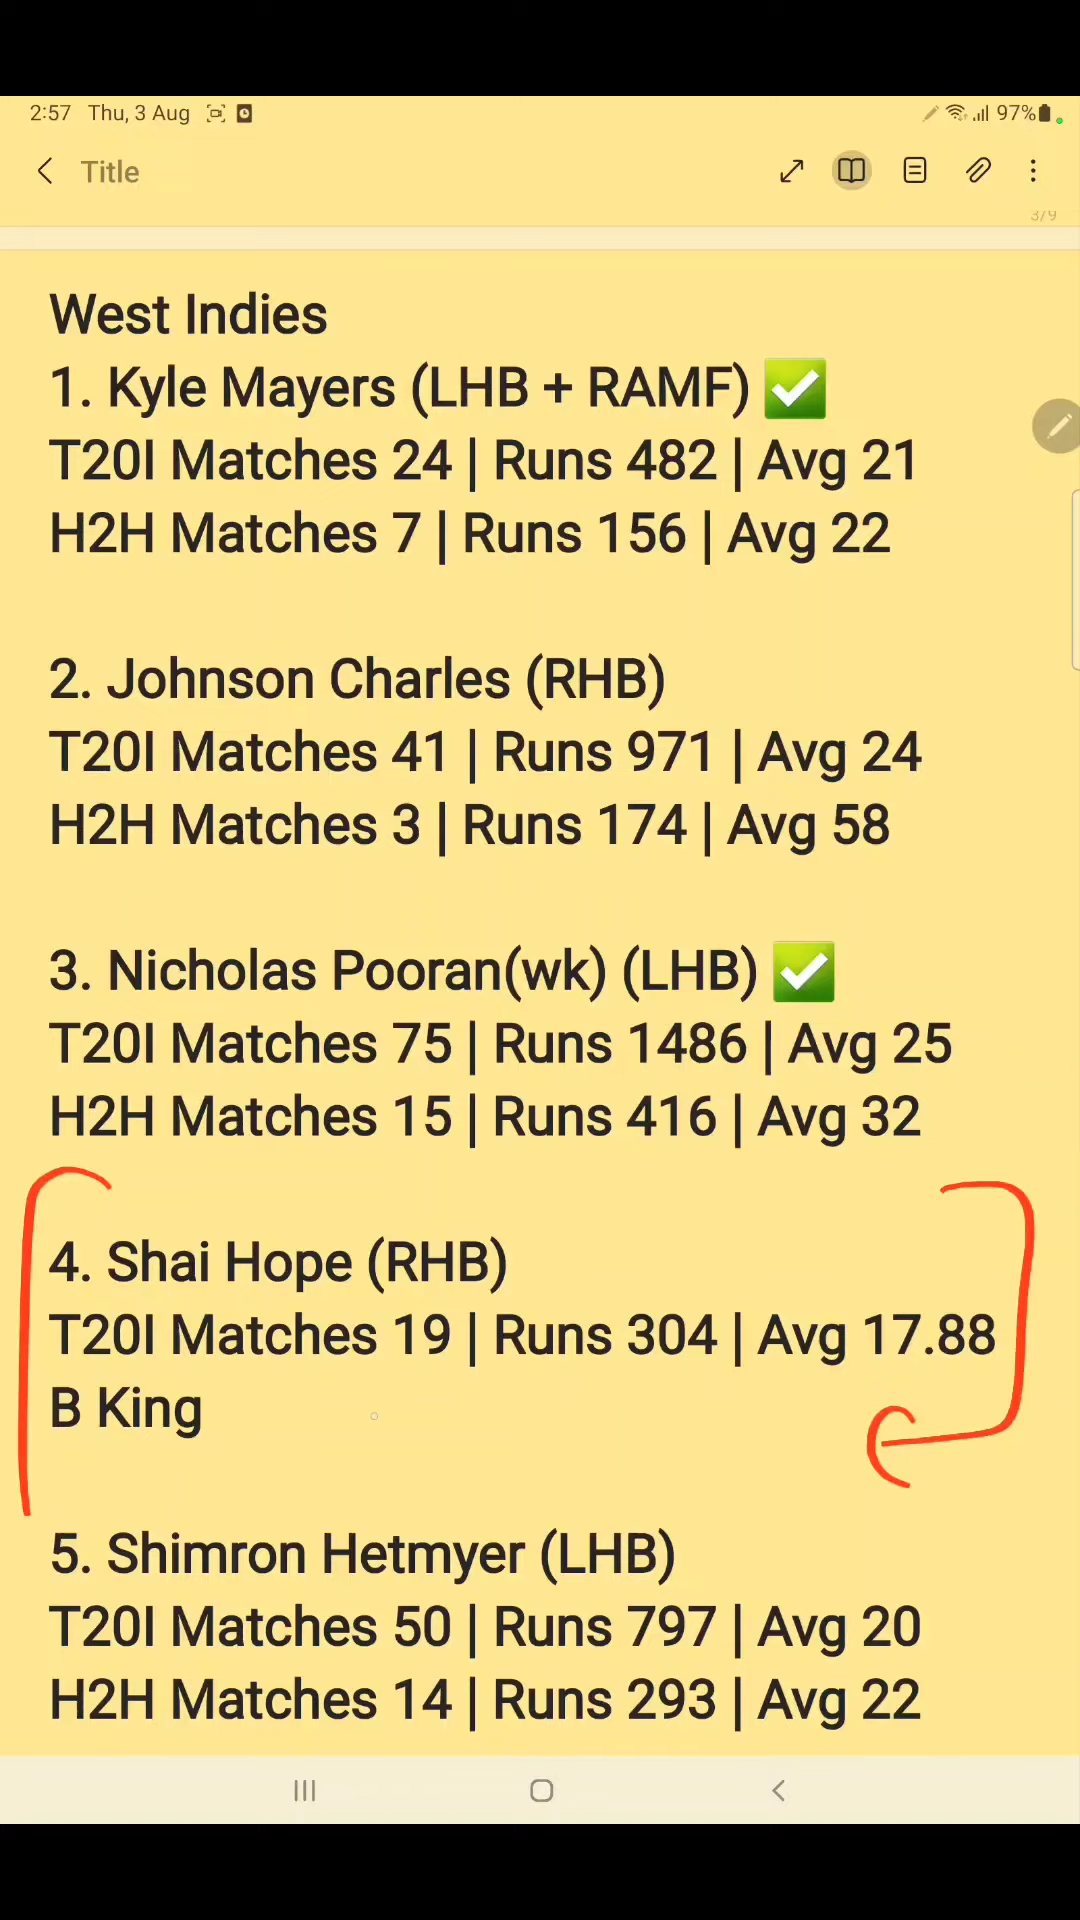 2:57 Thu, 3 Aug 97%
Title
3/9
West Indies
1. Kyle Mayers (LHB + RAMF) ✅
T20I Matches 24 | Runs 482 | Avg 21
H2H Matches 7 | Runs 156 | Avg 22
2. Johnson Charles (RHB)
T20I Matches 41 | Runs 971 | Avg 24
H2H Matches 3 | Runs 174 | Avg 58
3. Nicholas Pooran(wk) (LHB) ✅
T20I Matches 75 | Runs 1486 | Avg 25
H2H Matches 15 | Runs 416 | Avg 32
4. Shai Hope (RHB)
T20I Matches 19 | Runs 304 | Avg 17.88
B King
5. Shimron Hetmyer (LHB)
T20I Matches 50 | Runs 797 | Avg 20
H2H Matches 14 | Runs 293 | Avg 22